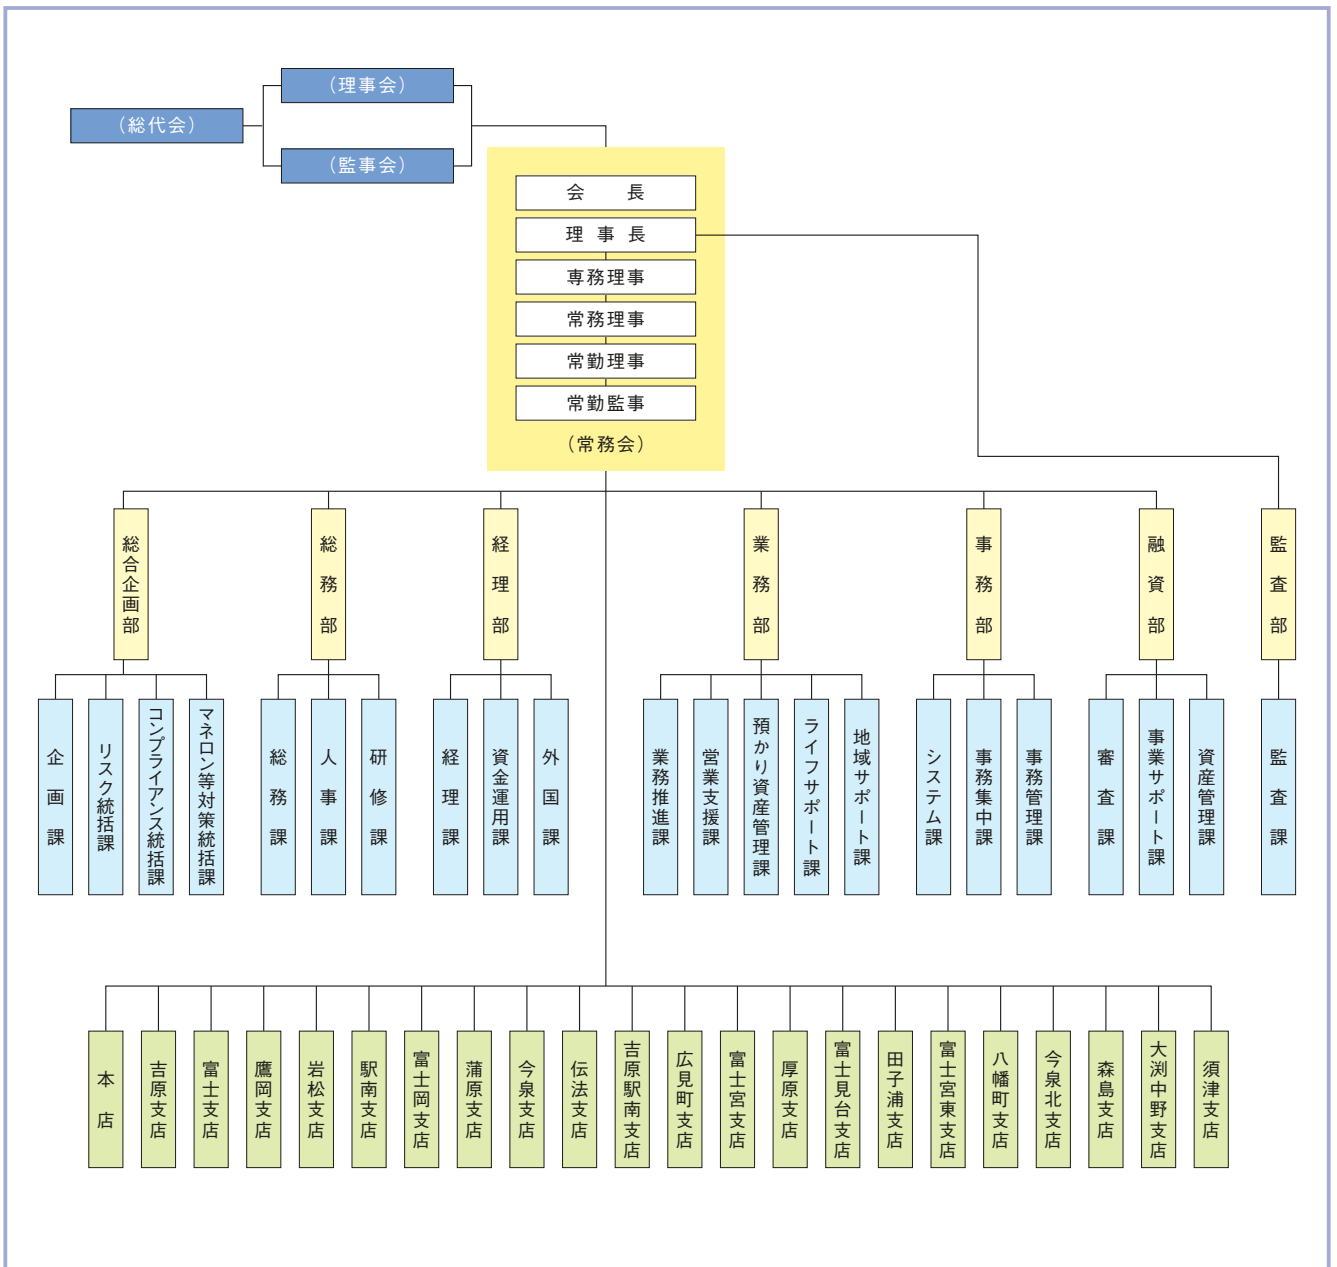 （理事会）
（総代会）
（監事会）
会　長
理事長
専務理事
常務理事
常勤理事
常勤監事
（常務会）
総合企画部
総務部
経理部
業務部
事務部
融資部
監査部
企画課
リスク統括課
コンプライアンス統括課
マネロン等対策統括課
総務課
人事課
研修課
経理課
資金運用課
外国課
業務推進課
営業支援課
預かり資産管理課
ライフサポート課
地域サポート課
システム課
事務集中課
事務管理課
審査課
事業サポート課
資産管理課
監査課
本店
吉原支店
富士支店
鷹岡支店
岩松支店
駅南支店
富士岡支店
蒲原支店
今泉支店
伝法支店
吉原駅南支店
広見町支店
富士宮支店
厚原支店
富士見台支店
田子浦支店
富士宮東支店
八幡町支店
今泉北支店
森島支店
大渕中野支店
須津支店